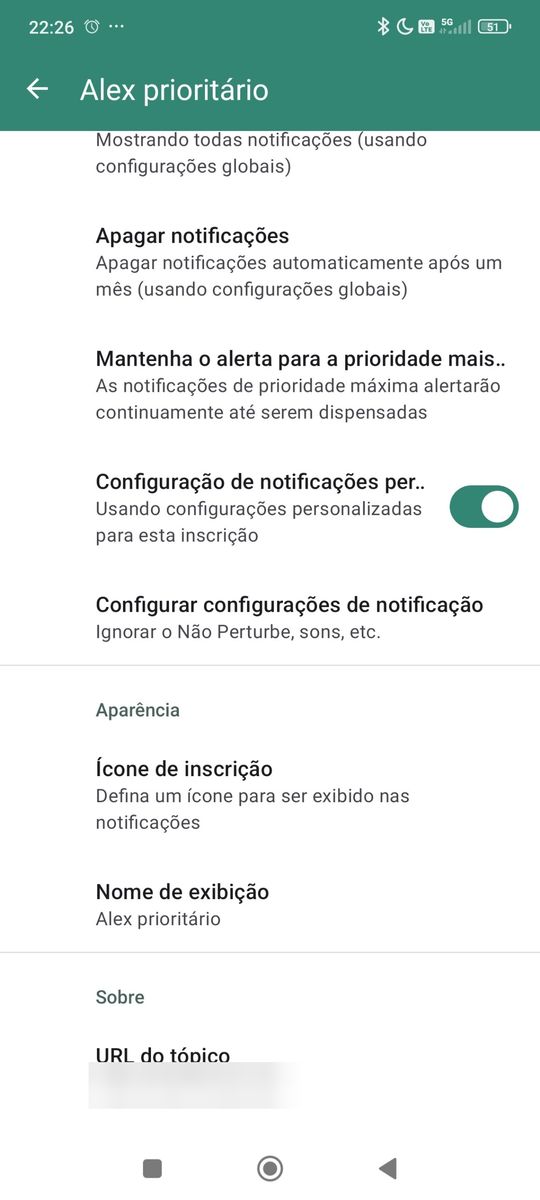 22:26
Vo LTE
5G
51
Alex prioritário
Mostrando todas notificações (usando
configurações globais)
Apagar notificações
Apagar notificações automaticamente após um
mês (usando configurações globais)
Mantenha o alerta para a prioridade mais..
As notificações de prioridade máxima alertarão
continuamente até serem dispensadas
Configuração de notificações per..
Usando configurações personalizadas
para esta inscrição
Configurar configurações de notificação
Ignorar o Não Perturbe, sons, etc.
Aparência
Ícone de inscrição
Defina um ícone para ser exibido nas
notificações
Nome de exibição
Alex prioritário
Sobre
URL do tópico